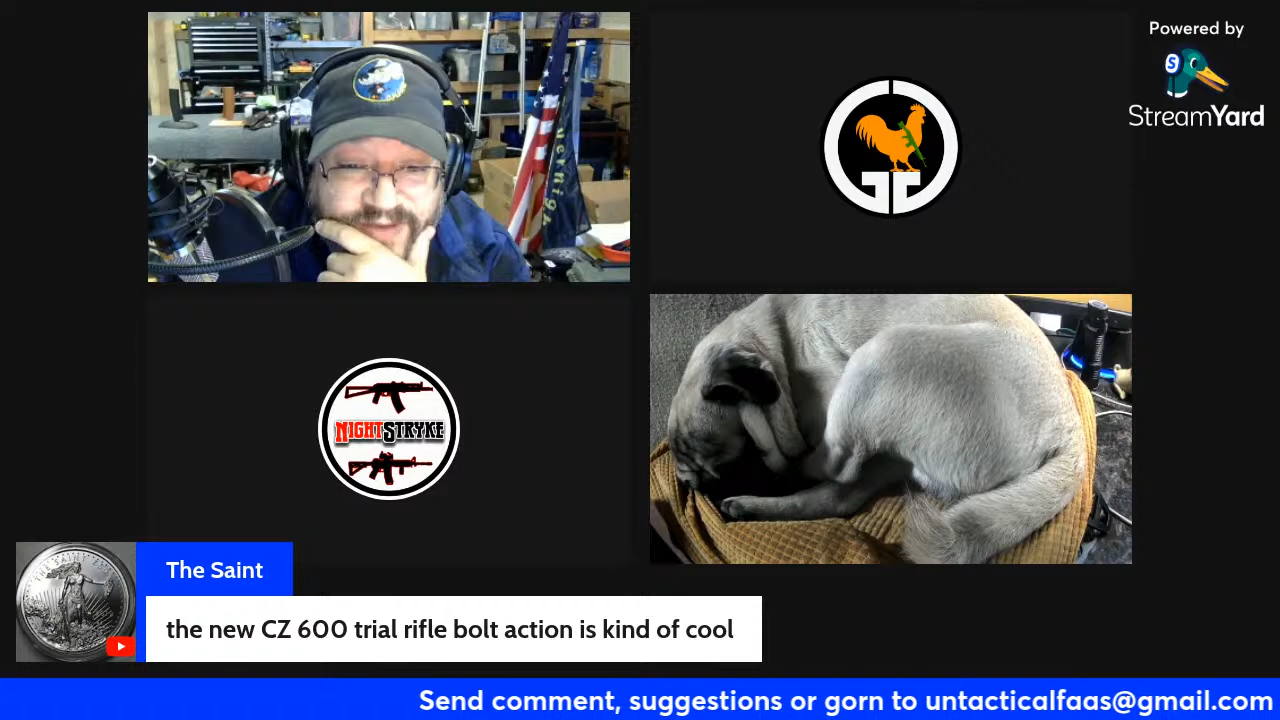 Powered by
StreamYard
S
GG
NIGHTSTRYKE
The Saint
the new CZ 600 trial rifle bolt action is kind of cool
Send comment, suggestions or gorn to untacticalfaas@gmail.com